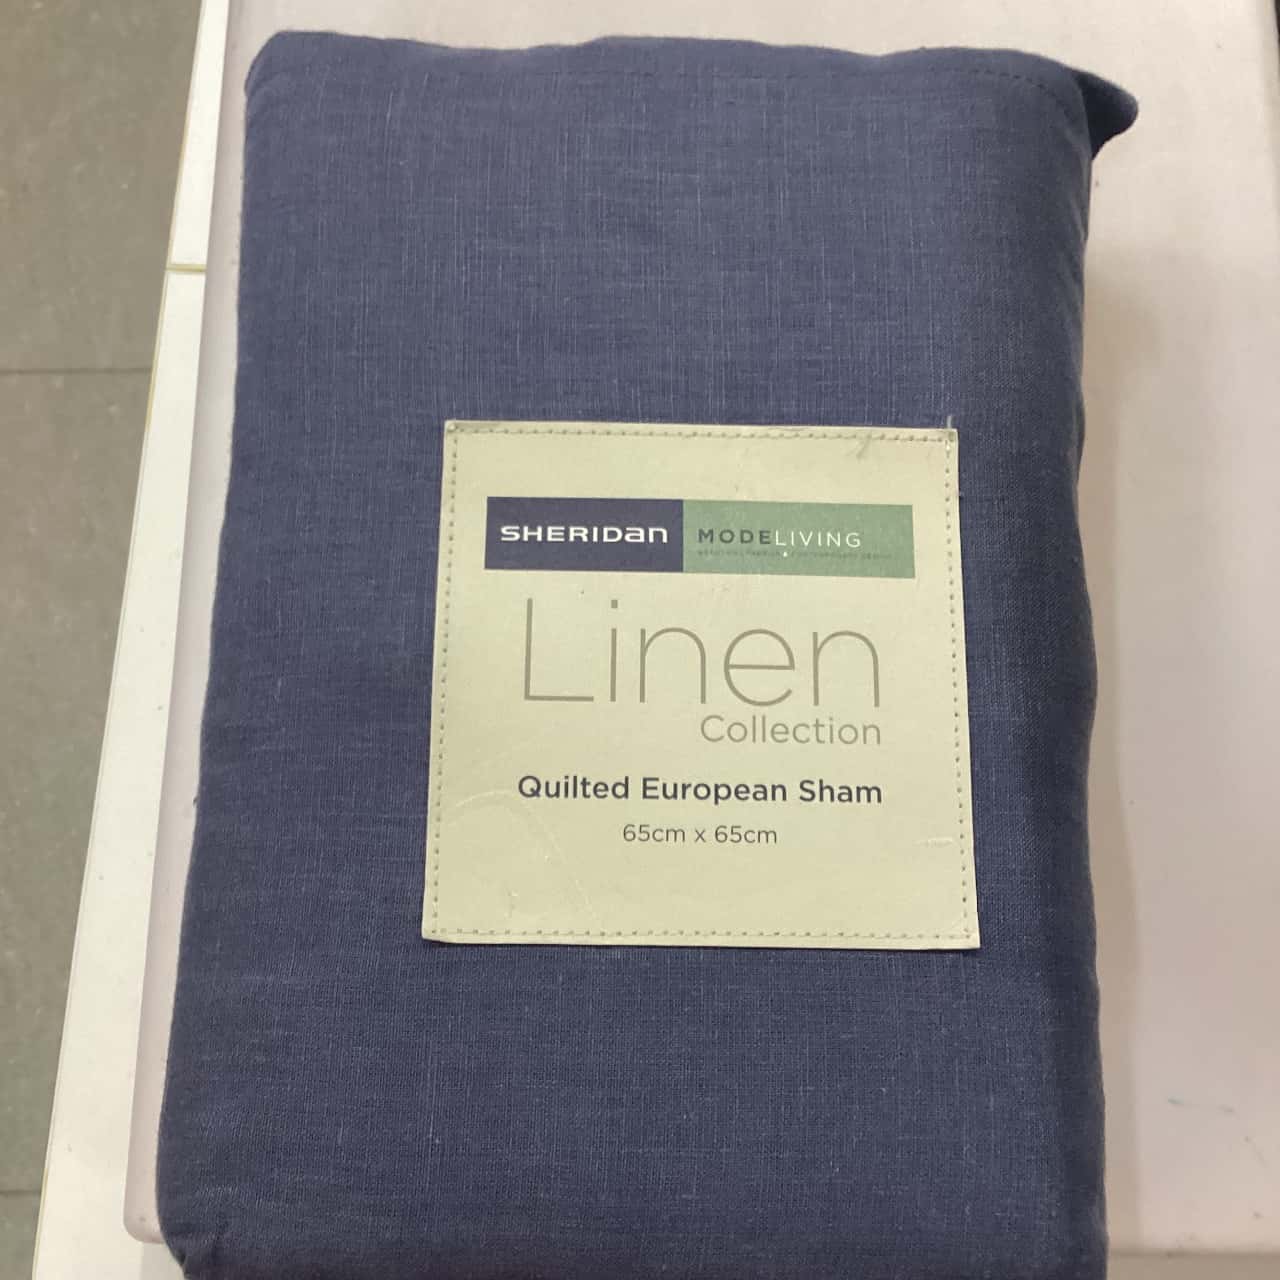 SHERIDAN
MODELIVING
Linen
Collection
Quilted European Sham
65cm x 65cm